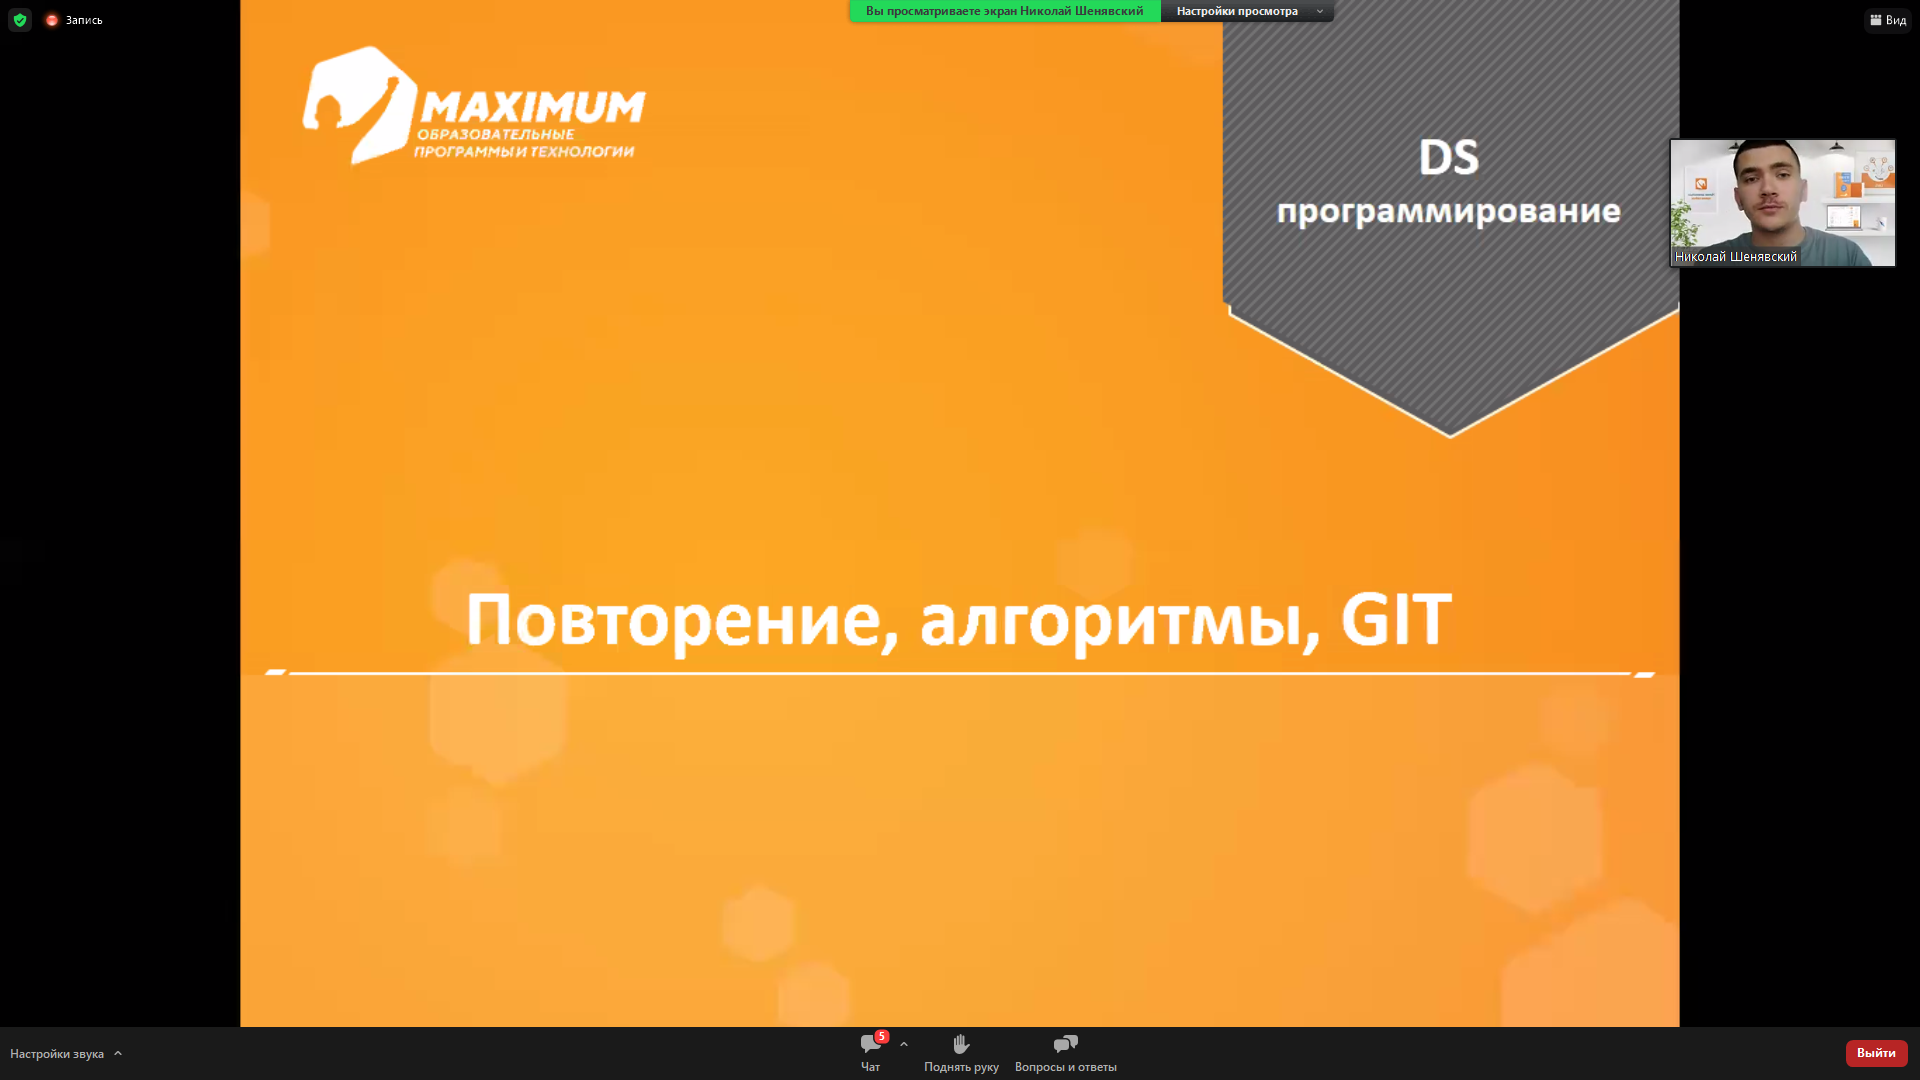 Запись
Вы просматриваете экран Николай Шенявский
Настройки просмотра
Вид
MAXIMUM
ОБРАЗОВАТЕЛЬНЫЕ
ПРОГРАММЫ И ТЕХНОЛОГИИ
DS
программирование
Николай Шенявский
Повторение, алгоритмы, GIT
Настройки звука
5
Чат
Поднять руку
Вопросы и ответы
Выйти